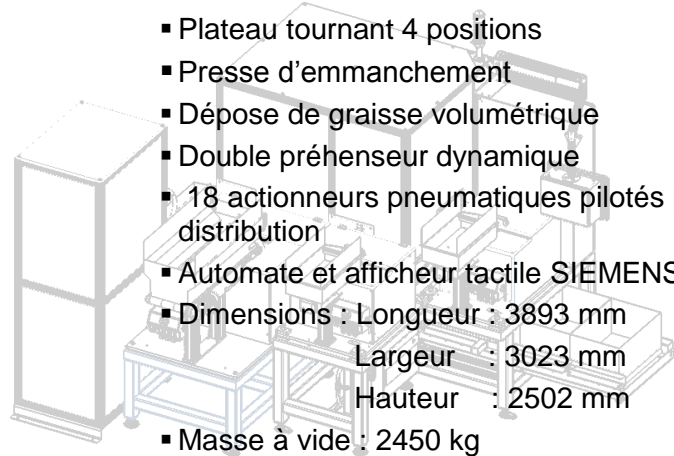 ▪ Plateau tournant 4 positions
▪ Presse d’emmanchement
▪ Dépose de graisse volumétrique
▪ Double préhenseur dynamique
▪ 18 actionneurs pneumatiques pilotés
distribution
▪ Automate et afficheur tactile SIEMENS
▪ Dimensions : Longueur : 3893 mm
Largeur : 3023 mm
Hauteur : 2502 mm
▪ Masse à vide : 2450 kg